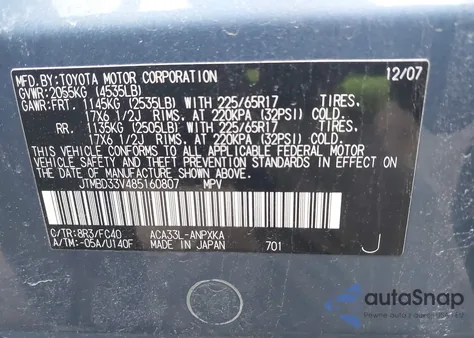 MFD.BY:TOYOTA MOTOR CORPORATION 12/07
GVWR: 2055KG (4535LB)
GAWR:FRT. 1145KG (2535LB) WITH 225/65R17 TIRES.
17X6 1/2J RIMS. AT 220KPA (32PSI) COLD.
RR. 1135KG (2505LB) WITH 225/65R17 TIRES.
17X6 1/2J RIMS. AT 220KPA (32PSI) COLD.
THIS VEHICLE CONFORMS TO ALL APPLICABLE FEDERAL MOTOR
VEHICLE SAFETY AND THEFT PREVENTION STANDARDS IN EFFECT
ON THE DATE OF MANUFACTURE SHOWN ABOVE.
JTMBD33V485160807 MPV
C/TR:8R3/FC40 ACA33L-ANPXKA
A/TM:-05A/U140F MADE IN JAPAN 701 J
autoSnap